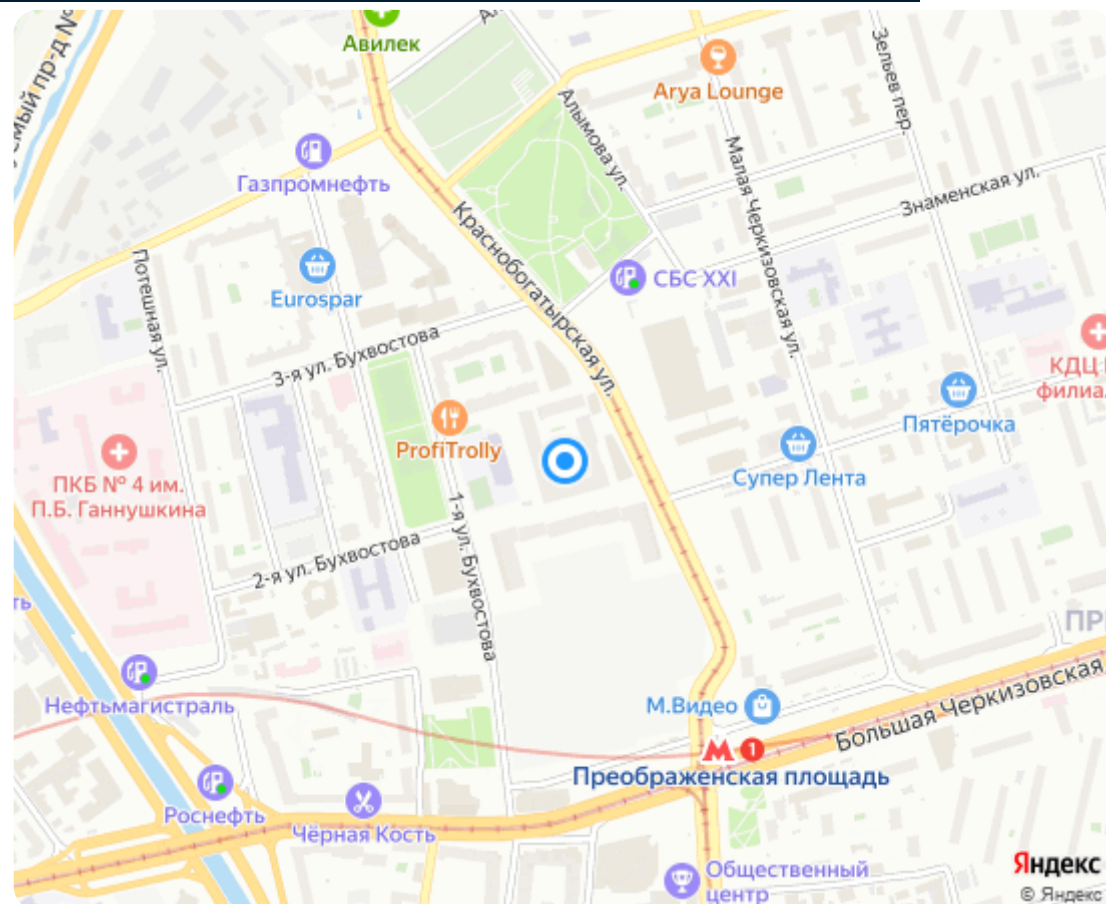 Авилек
Arya Lounge
Зельев пер.
Алымова ул.
Малая Черкизовская ул.
Газпромнефть
Знаменская ул.
Краснобогатырская ул.
Потешная ул.
Eurospar
СБС XXI
3-я ул. Бухвостова
КДЦ
Пятёрочка
ProfiTrolly
Супер Лента
ПКБ № 4 им.
П.Б. Ганнушкина
1-я ул. Бухвостова
2-я ул. Бухвостова
Нефтьмагистраль
М.Видео
Большая Черкизовская
М 1
Преображенская площадь
Роснефть
Чёрная Кость
Общественный
центр
Яндекс
© Яндекс